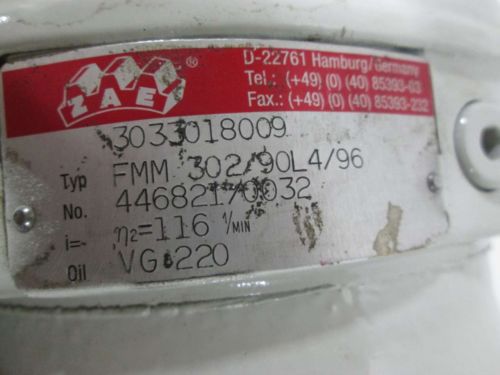 D-22761 Hamburg/Germany
Tel.: (+49) (0) (40) 85393-03
Fax.: (+49) (0) (40) 85393-232
ZAE ®
3033018009
Typ FMM 302/90L4/96
No. 4468217/0032
i=- η2=116 1/MIN
Oil VG 220